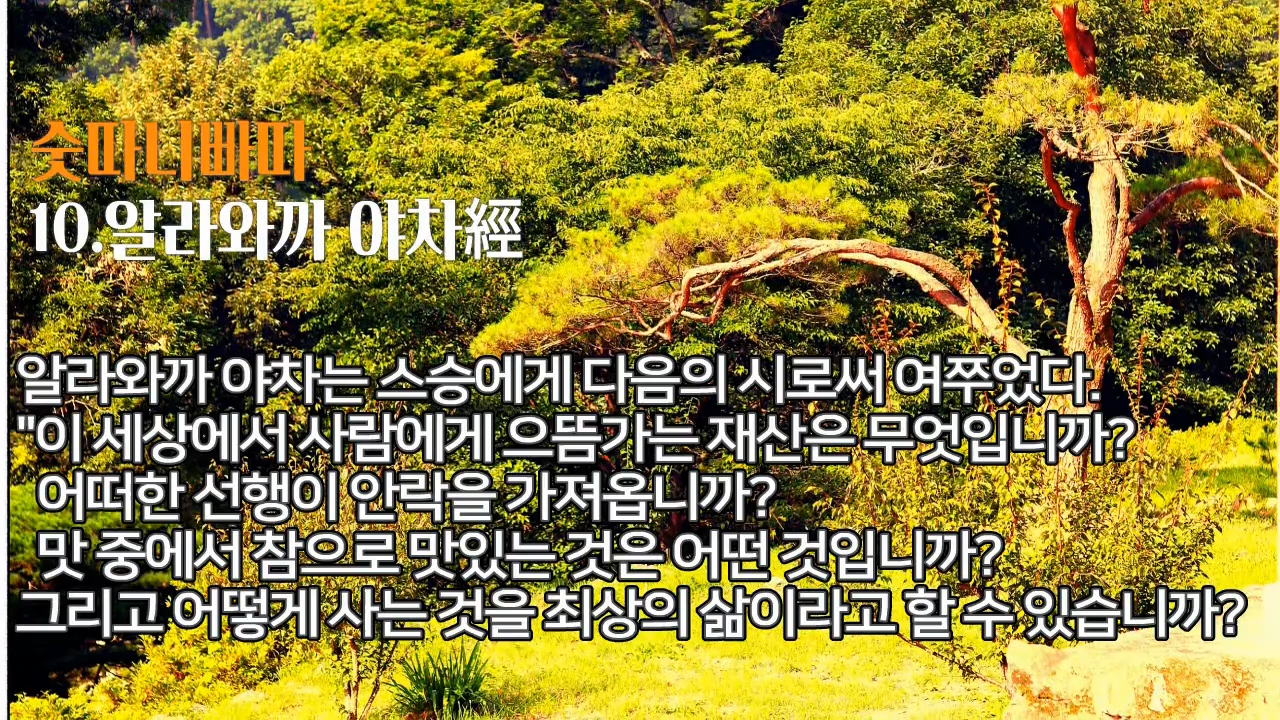 숫따니빠따
10.알라와까 야차經
알라와까 야차는 스승에게 다음의 시로써 여쭈었다.
"이 세상에서 사람에게 으뜸가는 재산은 무엇입니까?
어떠한 선행이 안락을 가져옵니까?
맛 중에서 참으로 맛있는 것은 어떤 것입니까?
그리고 어떻게 사는 것을 최상의 삶이라고 할 수 있습니까?